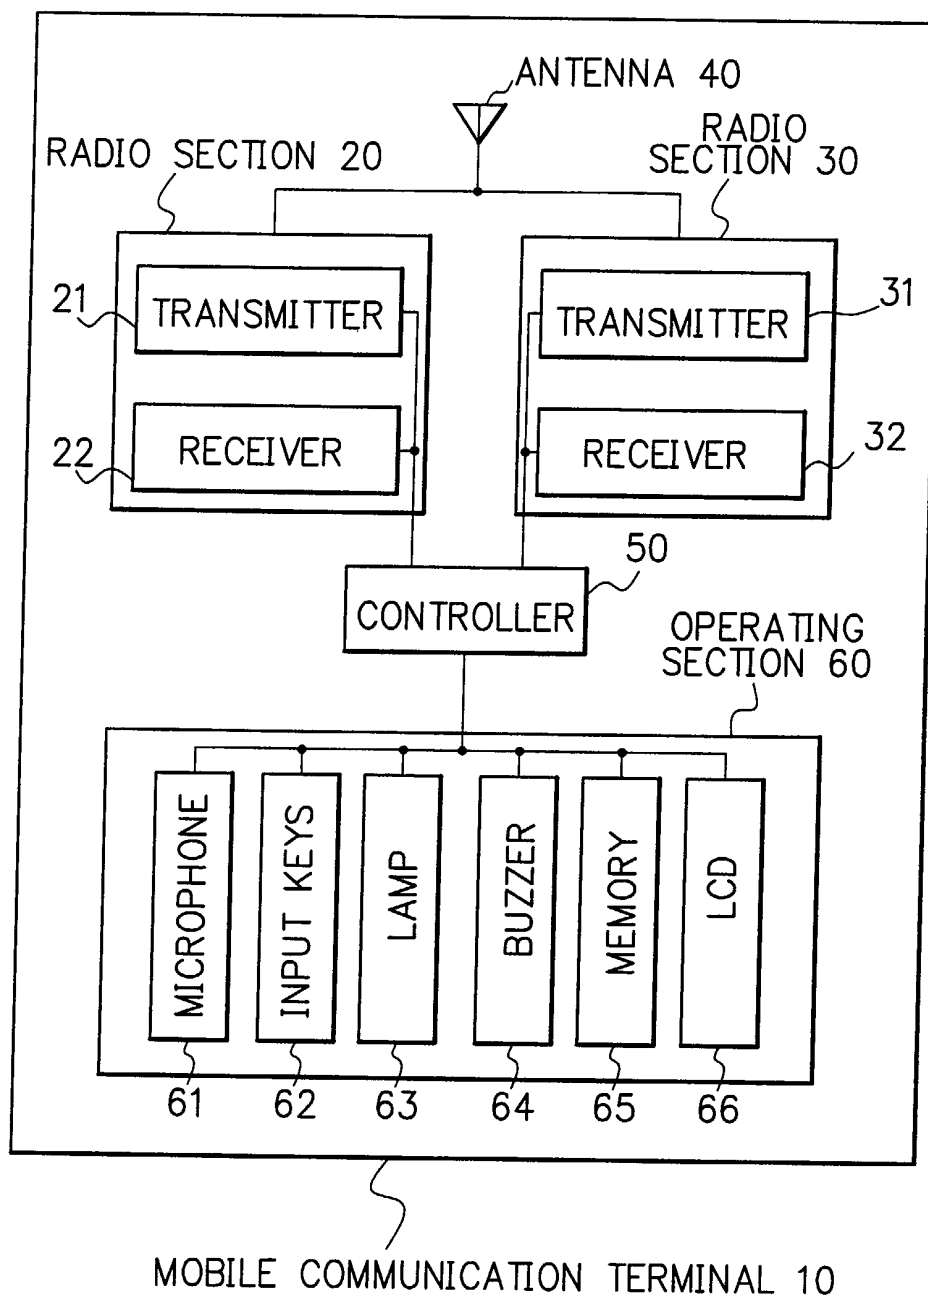 ANTENNA 40
RADIO SECTION 20
RADIO
SECTION 30
21
TRANSMITTER
31
TRANSMITTER
22
RECEIVER
32
RECEIVER
50
CONTROLLER
OPERATING
SECTION 60
MICROPHONE
INPUT KEYS
LAMP
BUZZER
MEMORY
LCD
61
62
63
64
65
66
MOBILE COMMUNICATION TERMINAL 10